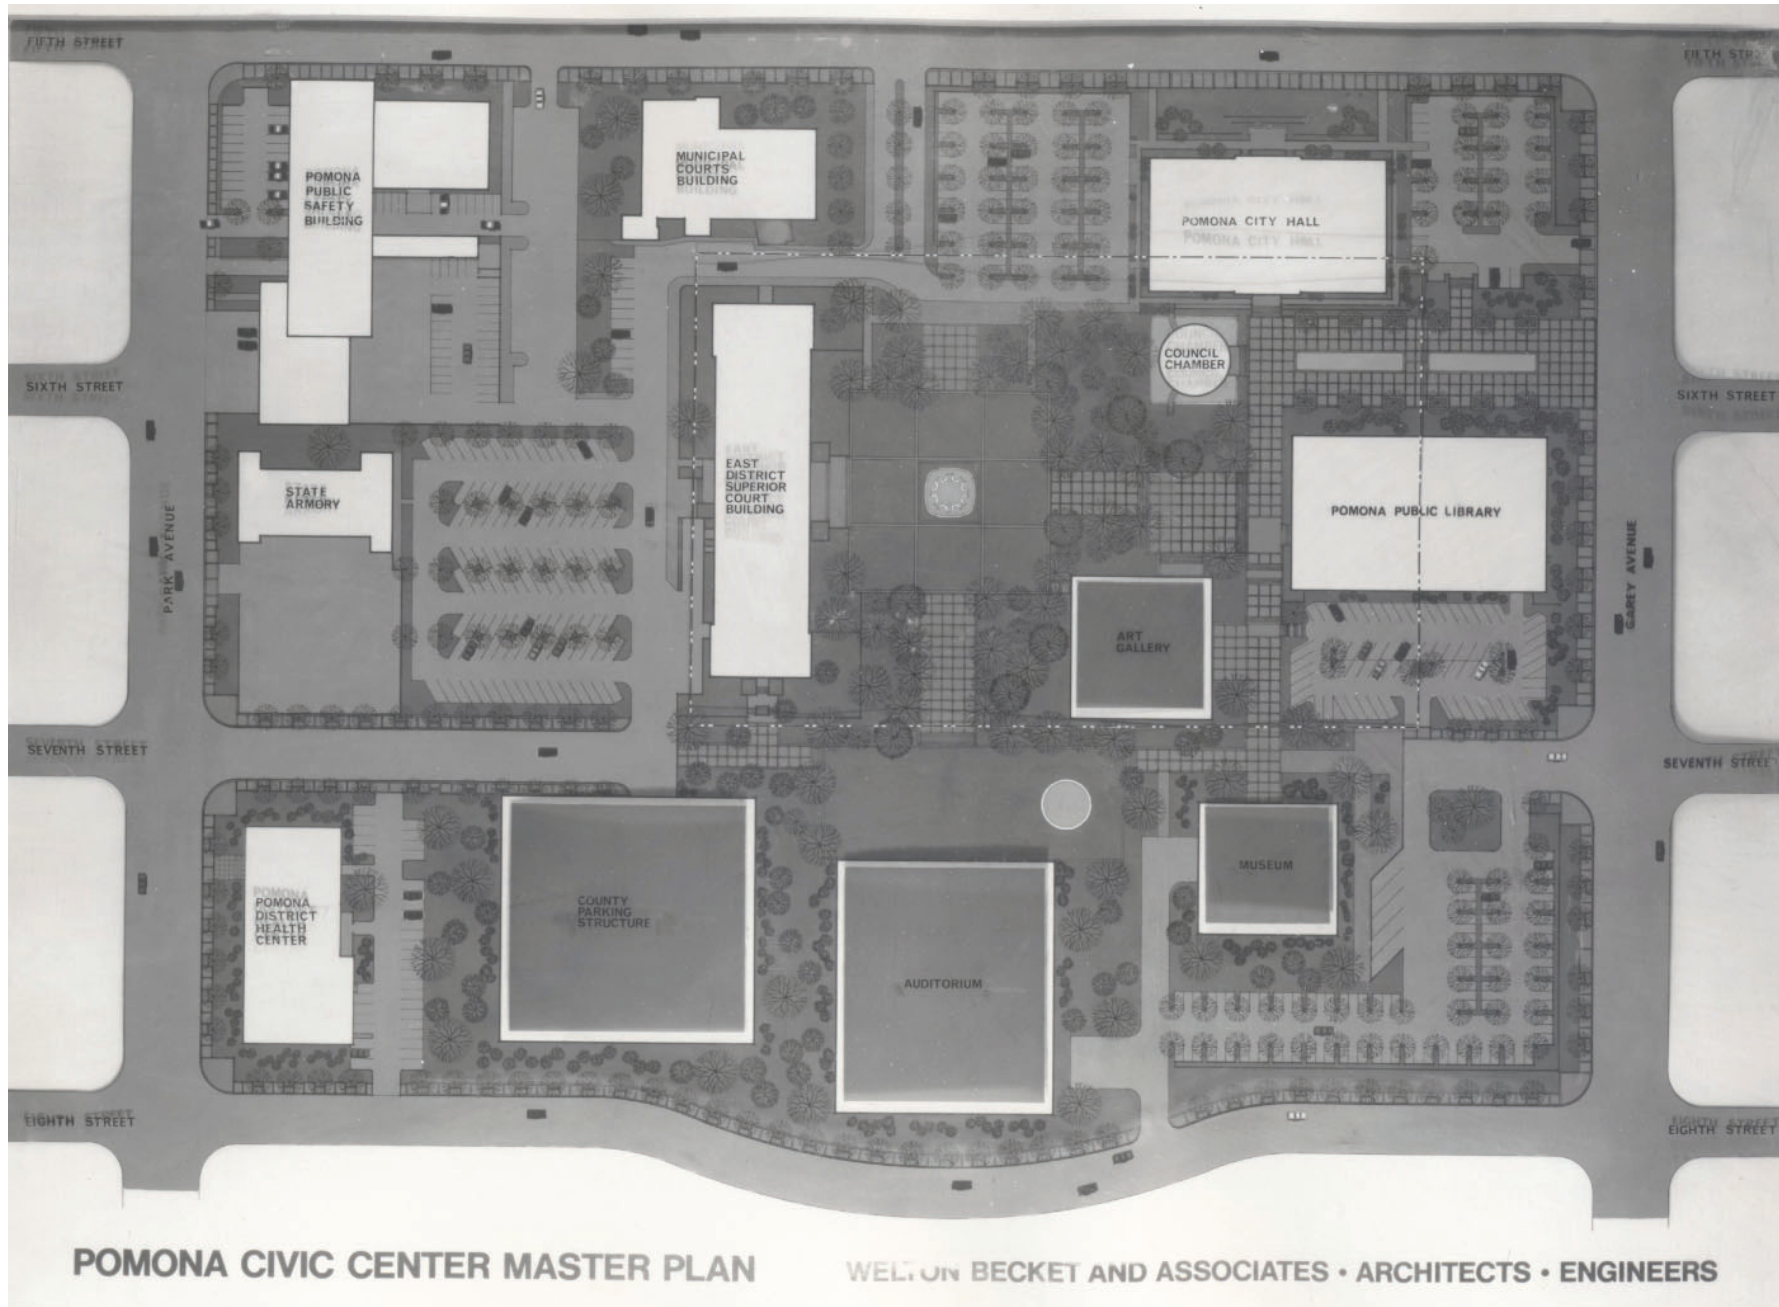 FIFTH STREET
FIFTH STREET
POMONA
PUBLIC
SAFETY
BUILDING
MUNICIPAL
COURTS
BUILDING
POMONA CITY HALL
COUNCIL
CHAMBER
SIXTH STREET
SIXTH STREET
EAST
DISTRICT
SUPERIOR
COURT
BUILDING
STATE
ARMORY
POMONA PUBLIC LIBRARY
PARK AVENUE
GAREY AVENUE
ART
GALLERY
SEVENTH STREET
SEVENTH STREET
POMONA
DISTRICT
HEALTH
CENTER
COUNTY
PARKING
STRUCTURE
AUDITORIUM
MUSEUM
EIGHTH STREET
EIGHTH STREET
POMONA CIVIC CENTER MASTER PLAN
WELTON BECKET AND ASSOCIATES • ARCHITECTS • ENGINEERS